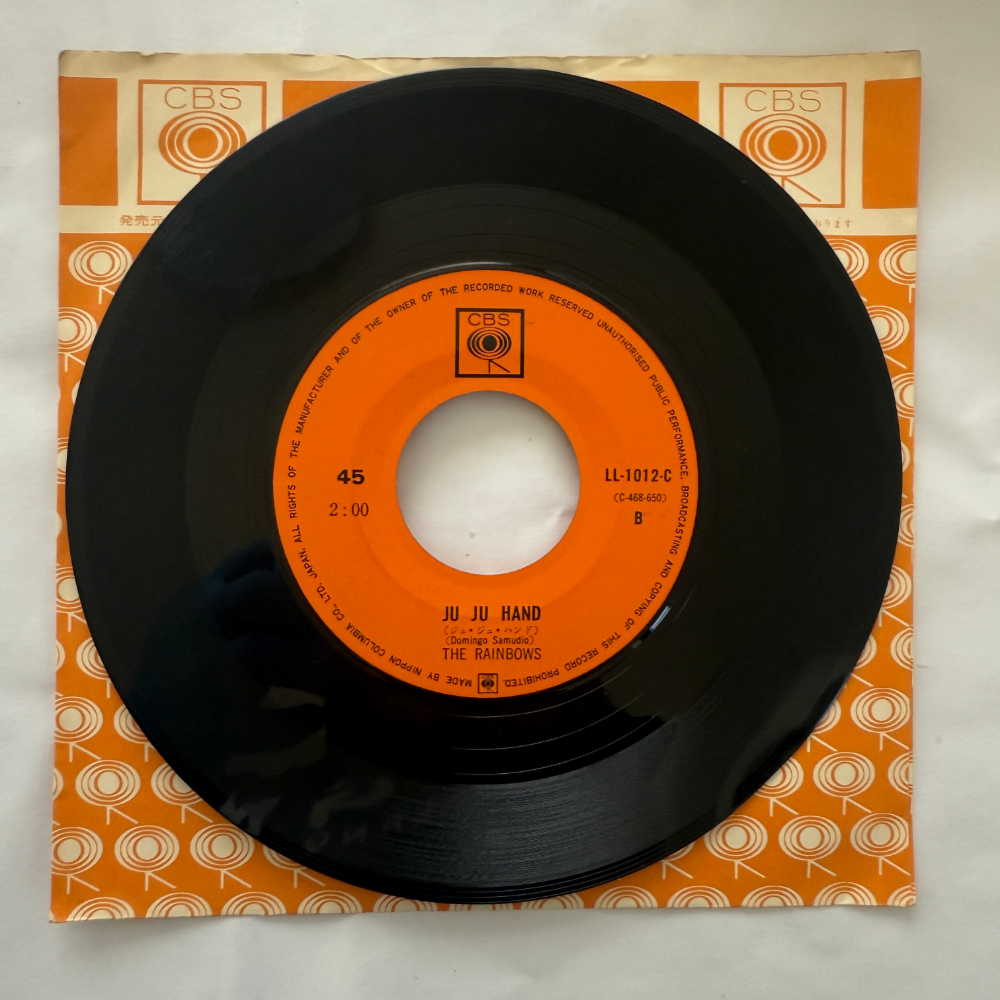 CBS
CBS
発売元
おります
MADE BY NIPPON COLUMBIA CO., LTD. JAPAN, ALL RIGHTS OF THE MANUFACTURER AND OF THE OWNER OF THE RECORDED WORK RESERVED UNAUTHORISED PUBLIC PERFORMANCE, BROADCASTING AND COPYING OF THIS RECORD PROHIBITED.
CBS
45
2:00
LL-1012-C
(C-468-650)
B
JU JU HAND
(ジュ・ジュ・ハンド)
(Domingo Samudio)
THE RAINBOWS